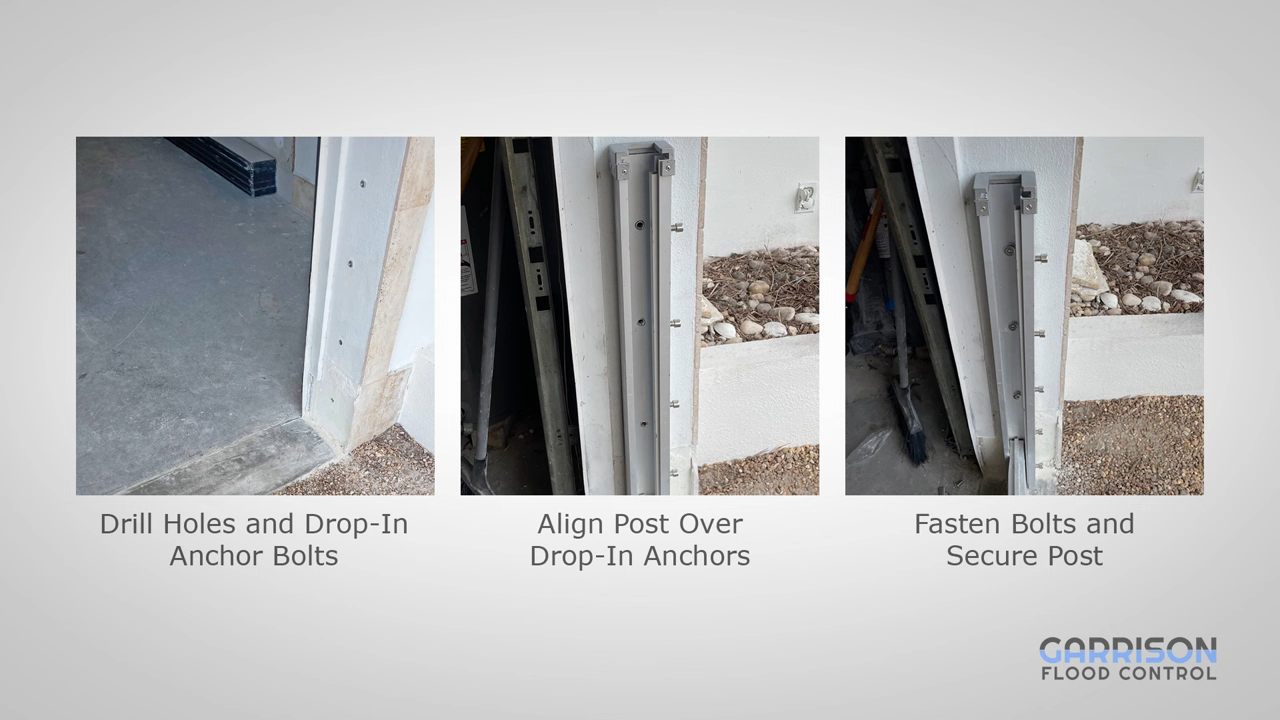 Drill Holes and Drop-In
Anchor Bolts
Align Post Over
Drop-In Anchors
Fasten Bolts and
Secure Post
GARRISON
FLOOD CONTROL